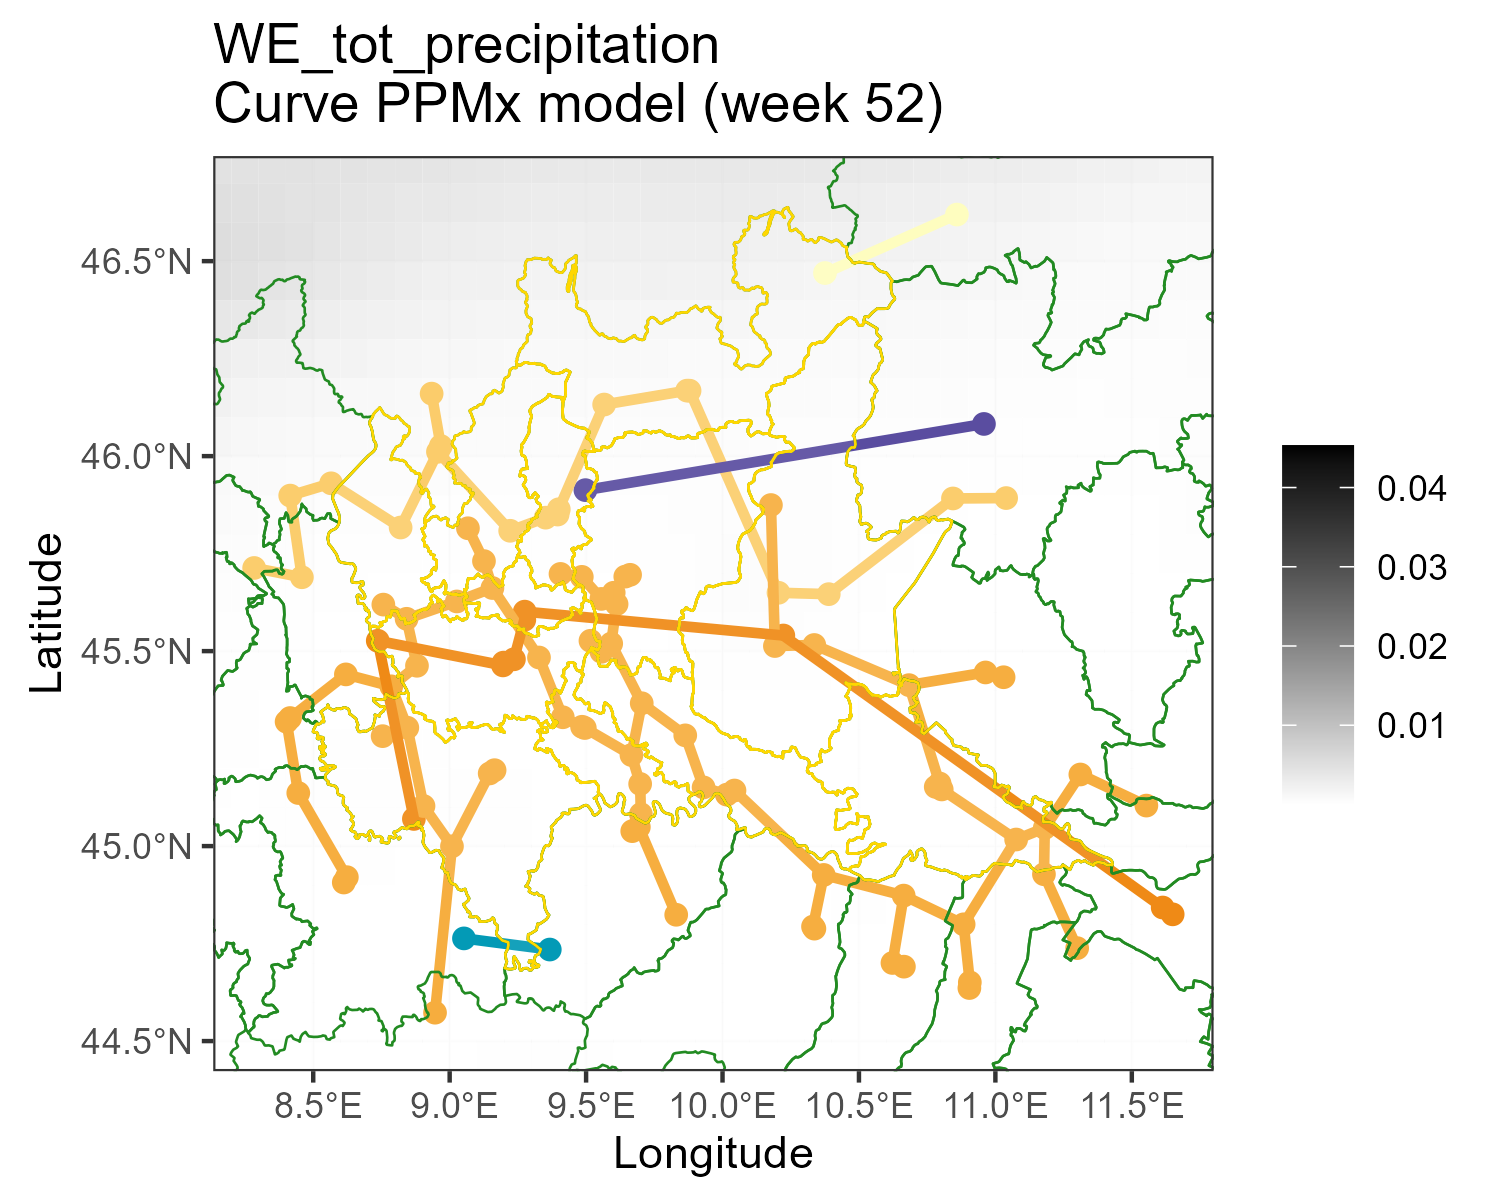 WE_tot_precipitation
Curve PPMx model (week 52)
46.5°N
46.0°N
45.5°N
45.0°N
44.5°N
Latitude
8.5°E 9.0°E 9.5°E 10.0°E 10.5°E 11.0°E 11.5°E
Longitude
0.04
0.03
0.02
0.01